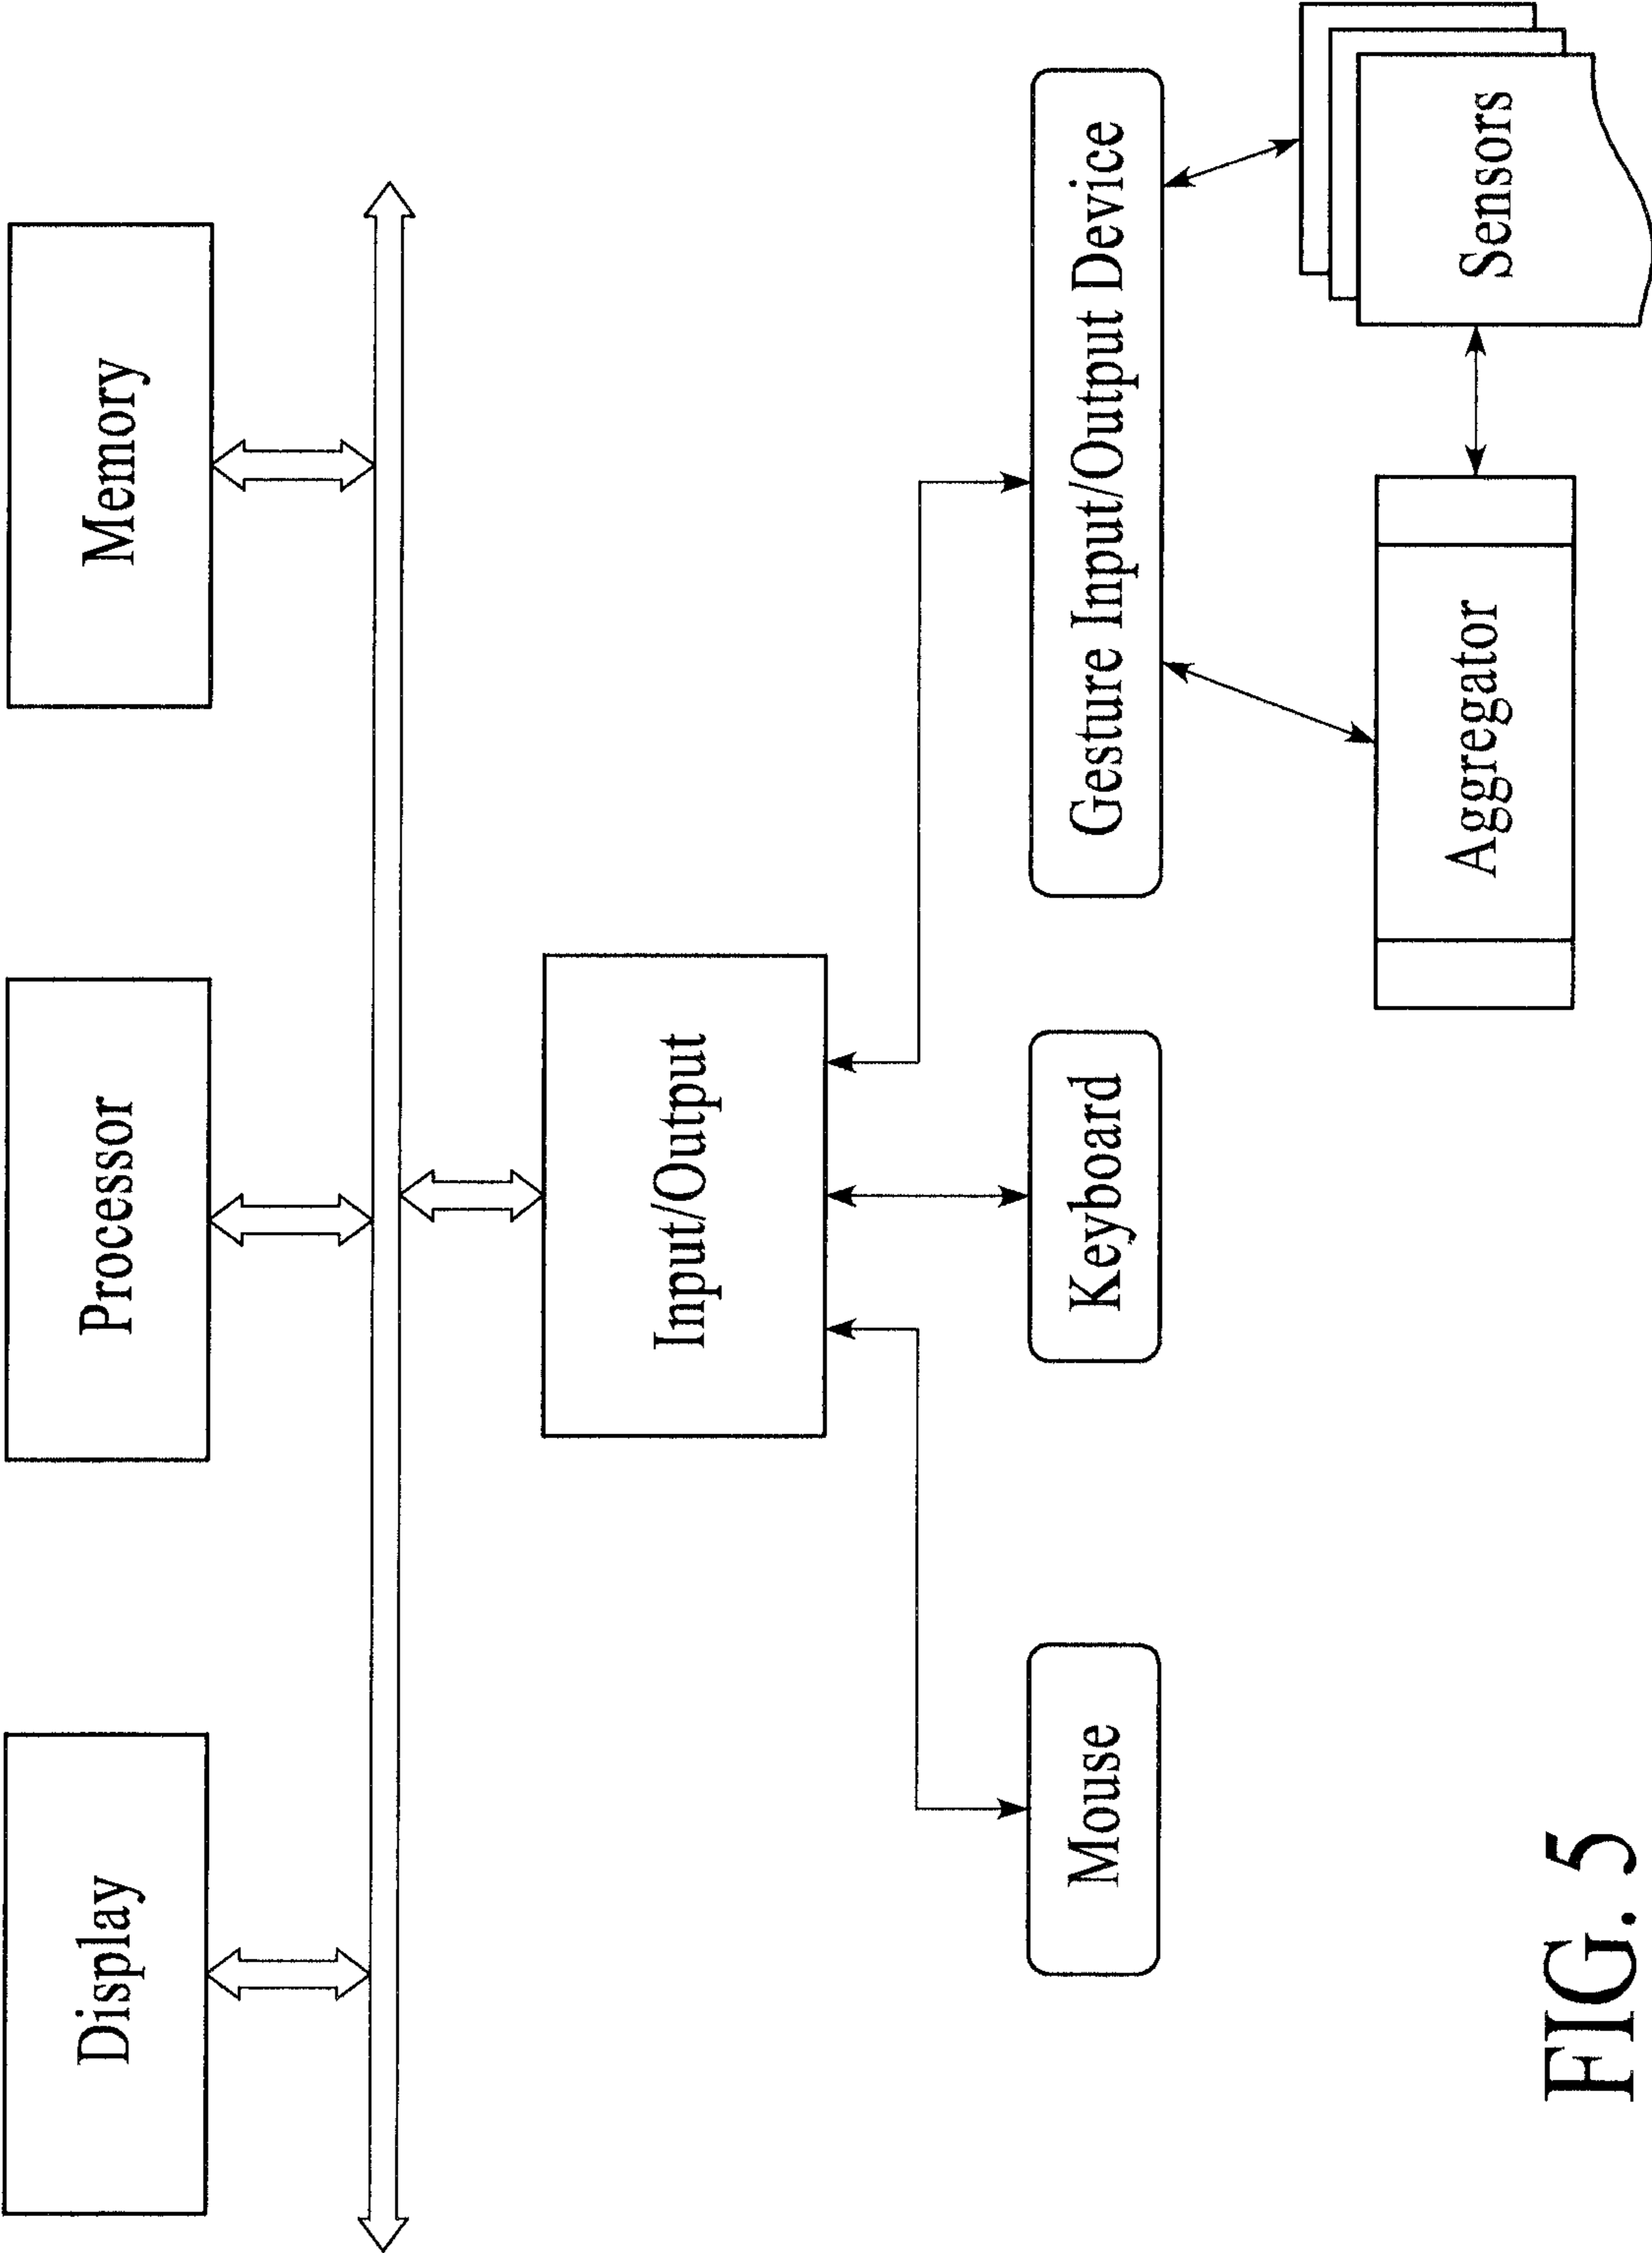 Display
Processor
Memory
Input/Output
Mouse
Keyboard
Gesture Input/Output Device
Aggregator
Sensors
FIG. 5